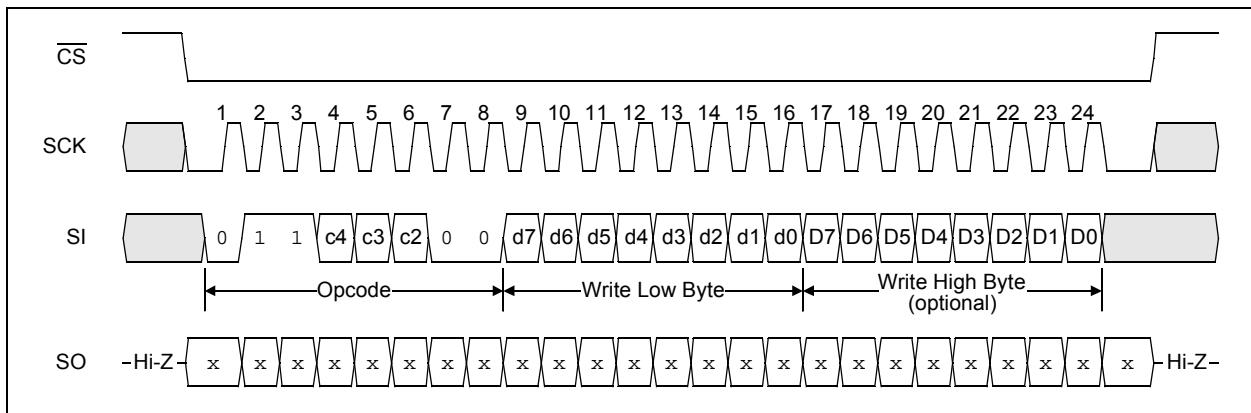 CS
1 2 3 4 5 6 7 8 9 10 11 12 13 14 15 16 17 18 19 20 21 22 23 24
SCK
SI 0 1 1 c4 c3 c2 0 0 d7 d6 d5 d4 d3 d2 d1 d0 D7 D6 D5 D4 D3 D2 D1 D0
Opcode Write Low Byte Write High Byte
(optional)
SO Hi-Z x x x x x x x x x x x x x x x x x x x x x x x x x Hi-Z